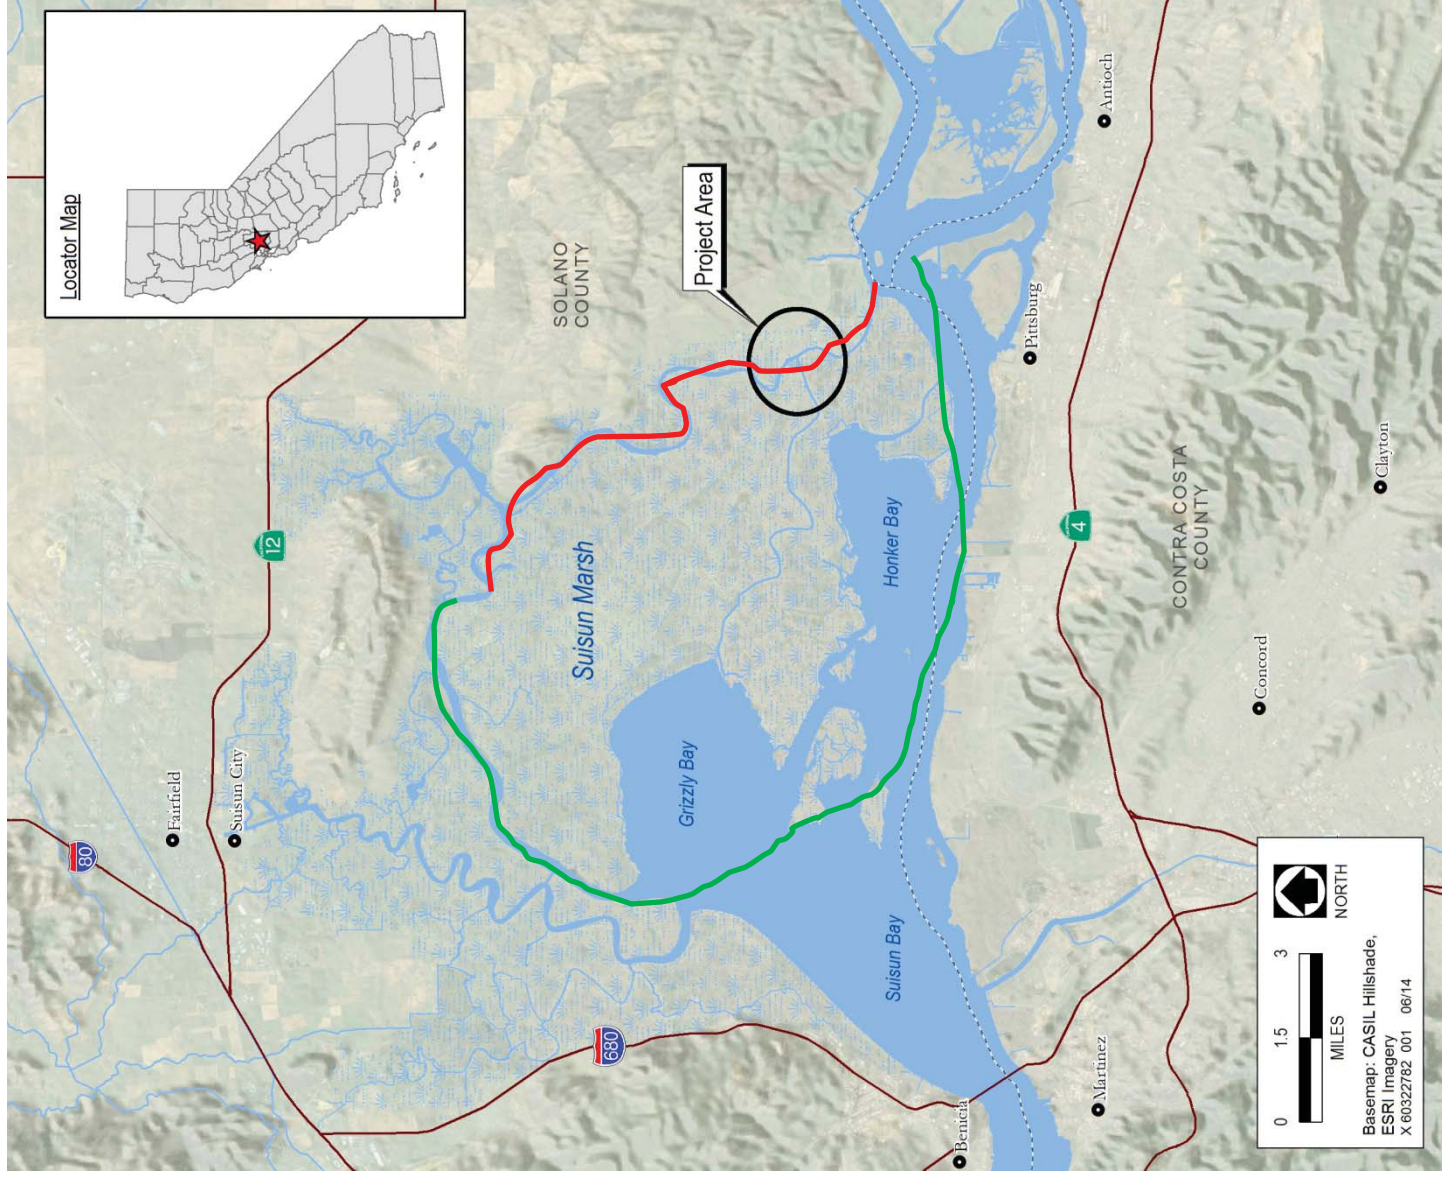 Locator Map
SOLANO
COUNTY
Project Area
Antioch
Pittsburg
12
Suisun Marsh
Honker Bay
4
CONTRA COSTA
COUNTY
Clayton
Concord
Fairfield
Suisun City
80
Grizzly Bay
Suisun Bay
680
Benicia
Martinez
NORTH
0 1.5 3
MILES
Basemap: CASIL Hillshade,
ESRI Imagery
X 60322782 001 06/14